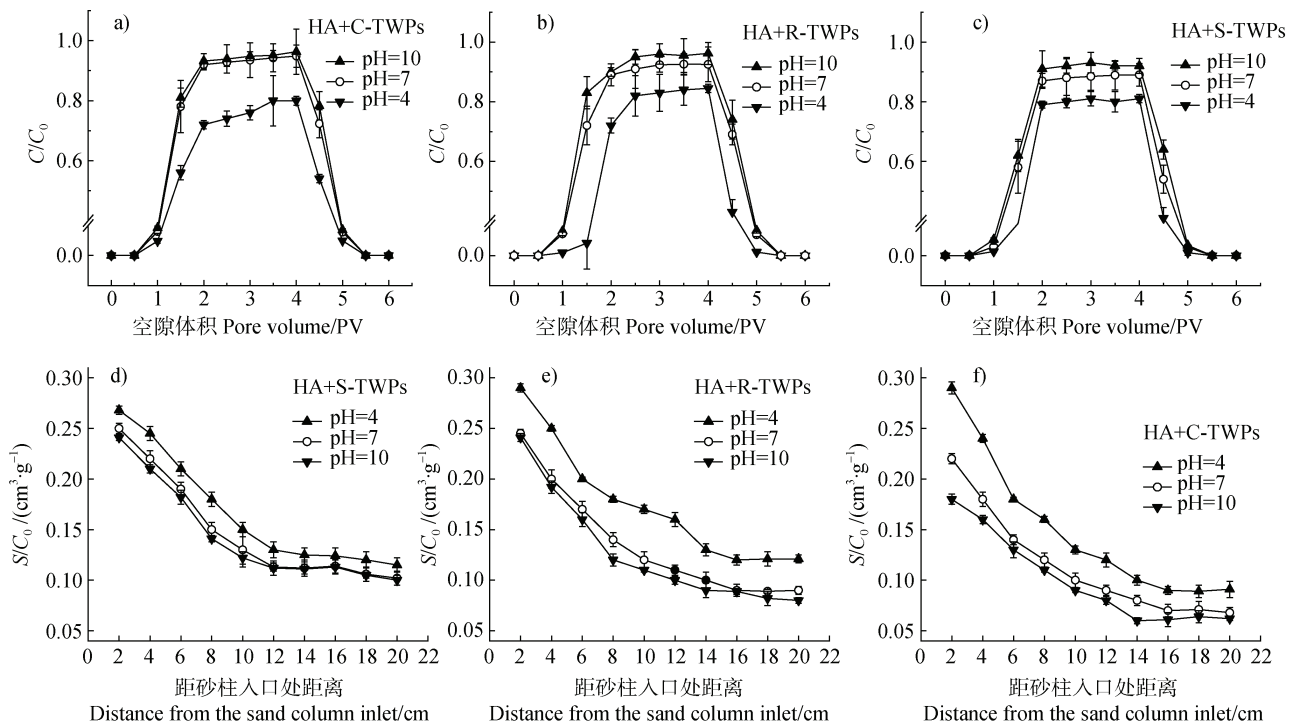 a)
HA+C-TWPs
pH=10
pH=7
pH=4
C/C₀
1.0
0.8
0.6
0.0
0 1 2 3 4 5 6
空隙体积 Pore volume/PV
b)
HA+R-TWPs
pH=10
pH=7
pH=4
C/C₀
1.0
0.8
0.6
0.0
0 1 2 3 4 5 6
空隙体积 Pore volume/PV
c)
HA+S-TWPs
pH=10
pH=7
pH=4
C/C₀
1.0
0.8
0.6
0.0
0 1 2 3 4 5 6
空隙体积 Pore volume/PV
d)
HA+S-TWPs
pH=4
pH=7
pH=10
S/C₀ /(cm³·g⁻¹)
0.30
0.25
0.20
0.15
0.10
0.05
0 2 4 6 8 10 12 14 16 18 20 22
距砂柱入口处距离
Distance from the sand column inlet/cm
e)
HA+R-TWPs
pH=4
pH=7
pH=10
S/C₀ /(cm³·g⁻¹)
0.30
0.25
0.20
0.15
0.10
0.05
0 2 4 6 8 10 12 14 16 18 20 22
距砂柱入口处距离
Distance from the sand column inlet/cm
f)
HA+C-TWPs
pH=4
pH=7
pH=10
S/C₀ /(cm³·g⁻¹)
0.30
0.25
0.20
0.15
0.10
0.05
0 2 4 6 8 10 12 14 16 18 20 22
距砂柱入口处距离
Distance from the sand column inlet/cm